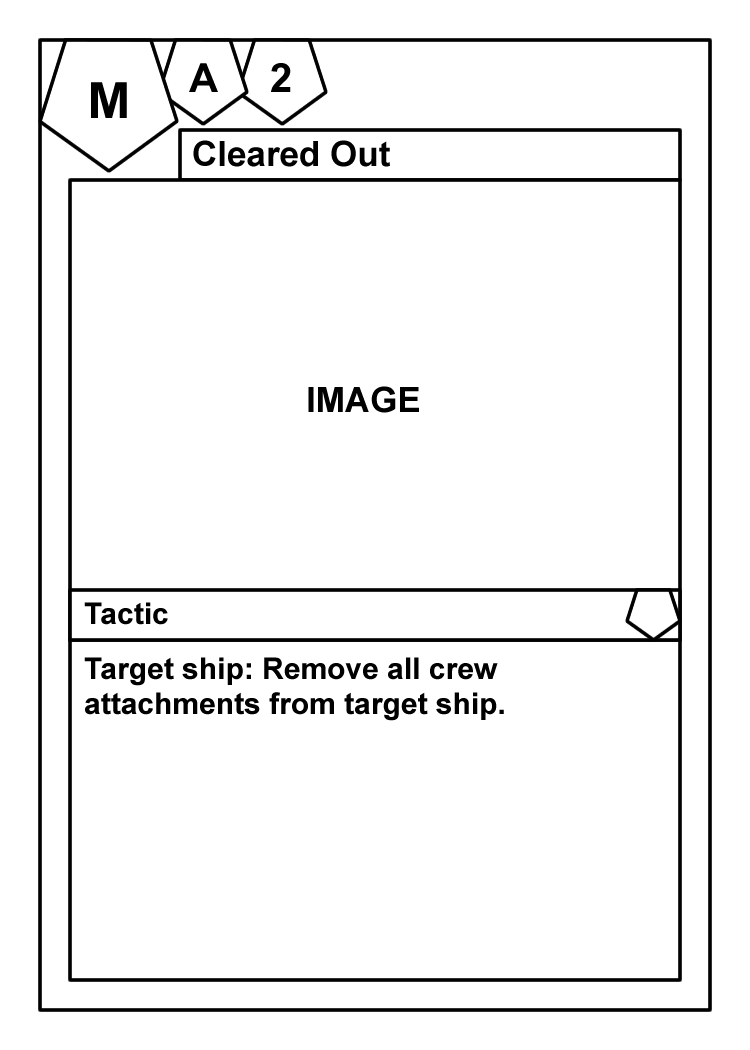 M A 2
Cleared Out
IMAGE
Tactic
Target ship: Remove all crew
attachments from target ship.